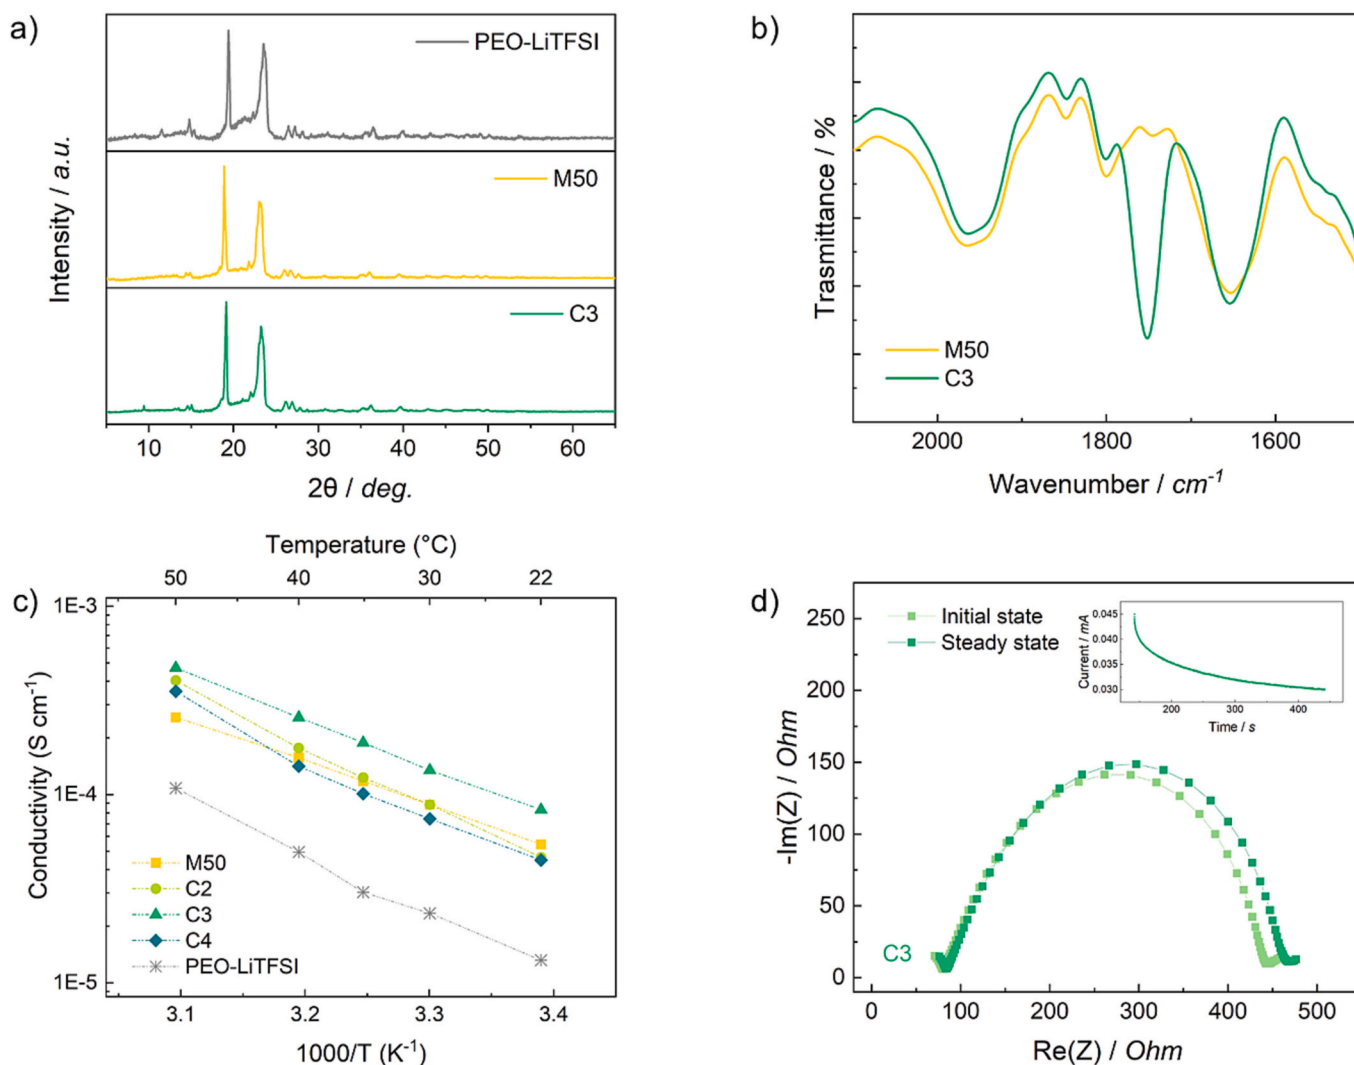 a)
PEO-LiTFSI
M50
C3
Intensity / a.u.
10 20 30 40 50 60
2θ / deg.
b)
Trasmittance / %
M50
C3
2000 1800 1600
Wavenumber / cm-1
c)
Temperature (°C)
50 40 30 22
1E-3
1E-4
1E-5
Conductivity (S cm-1)
M50
C2
C3
C4
PEO-LiTFSI
3.1 3.2 3.3 3.4
1000/T (K-1)
d)
250
200
150
100
50
0
-Im(Z) / Ohm
Initial state
Steady state
0.045
0.040
0.035
0.030
Current / mA
200 300 400
Time / s
C3
0 100 200 300 400 500
Re(Z) / Ohm